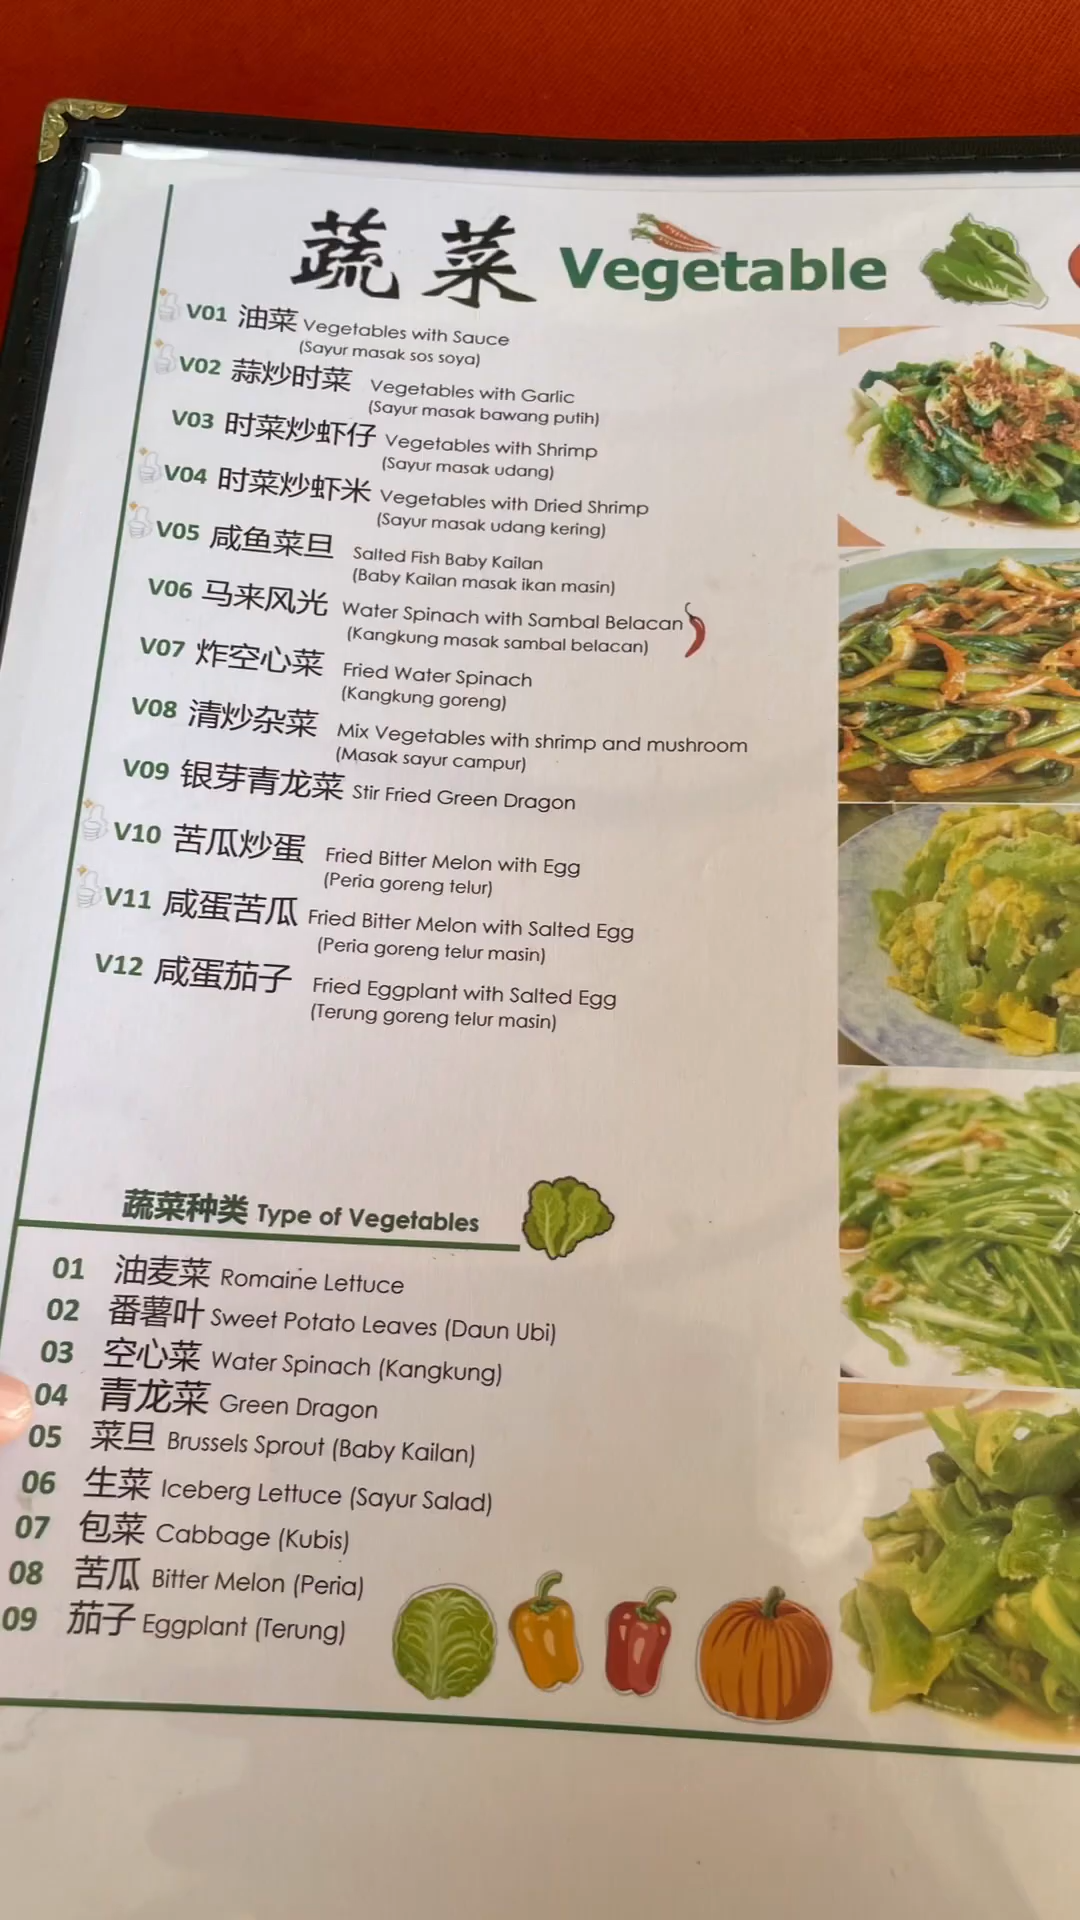 蔬菜 Vegetable
V01 油菜 Vegetables with Sauce
(Sayur masak sos soya)
V02 蒜炒时菜 Vegetables with Garlic
(Sayur masak bawang putih)
V03 时菜炒虾仔 Vegetables with Shrimp
(Sayur masak udang)
V04 时菜炒虾米 Vegetables with Dried Shrimp
(Sayur masak udang kering)
V05 咸鱼菜旦 Salted Fish Baby Kailan
(Baby Kailan masak ikan masin)
V06 马来风光 Water Spinach with Sambal Belacan
(Kangkung masak sambal belacan)
V07 炸空心菜 Fried Water Spinach
(Kangkung goreng)
V08 清炒杂菜 Mix Vegetables with shrimp and mushroom
(Masak sayur campur)
V09 银芽青龙菜 Stir Fried Green Dragon
V10 苦瓜炒蛋 Fried Bitter Melon with Egg
(Peria goreng telur)
V11 咸蛋苦瓜 Fried Bitter Melon with Salted Egg
(Peria goreng telur masin)
V12 咸蛋茄子 Fried Eggplant with Salted Egg
(Terung goreng telur masin)
蔬菜种类 Type of Vegetables
01 油麦菜 Romaine Lettuce
02 番薯叶 Sweet Potato Leaves (Daun Ubi)
03 空心菜 Water Spinach (Kangkung)
04 青龙菜 Green Dragon
05 菜旦 Brussels Sprout (Baby Kailan)
06 生菜 Iceberg Lettuce (Sayur Salad)
07 包菜 Cabbage (Kubis)
08 苦瓜 Bitter Melon (Peria)
09 茄子 Eggplant (Terung)